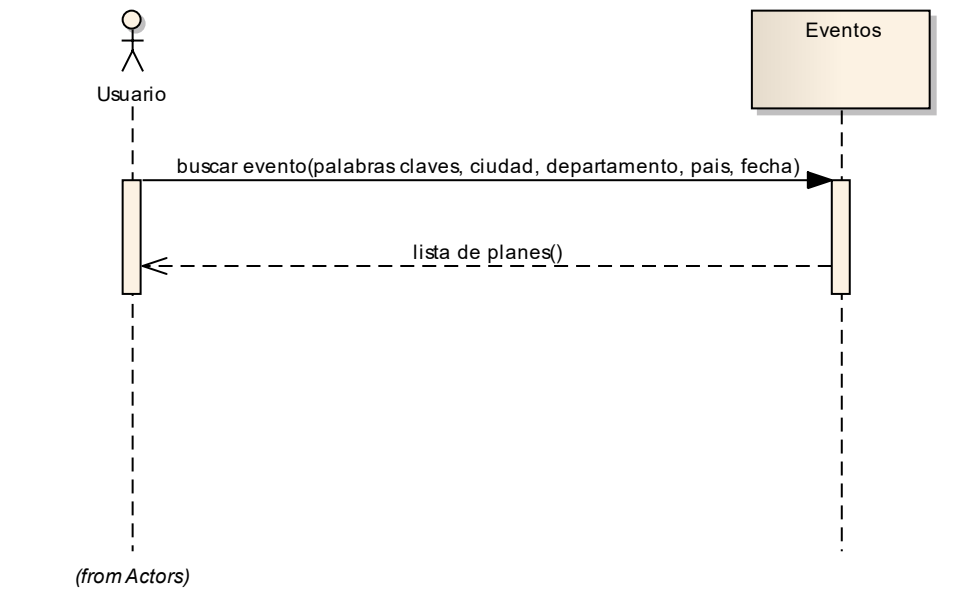 Usuario
Eventos
buscar evento(palabras claves, ciudad, departamento, pais, fecha)
lista de planes()
(from Actors)